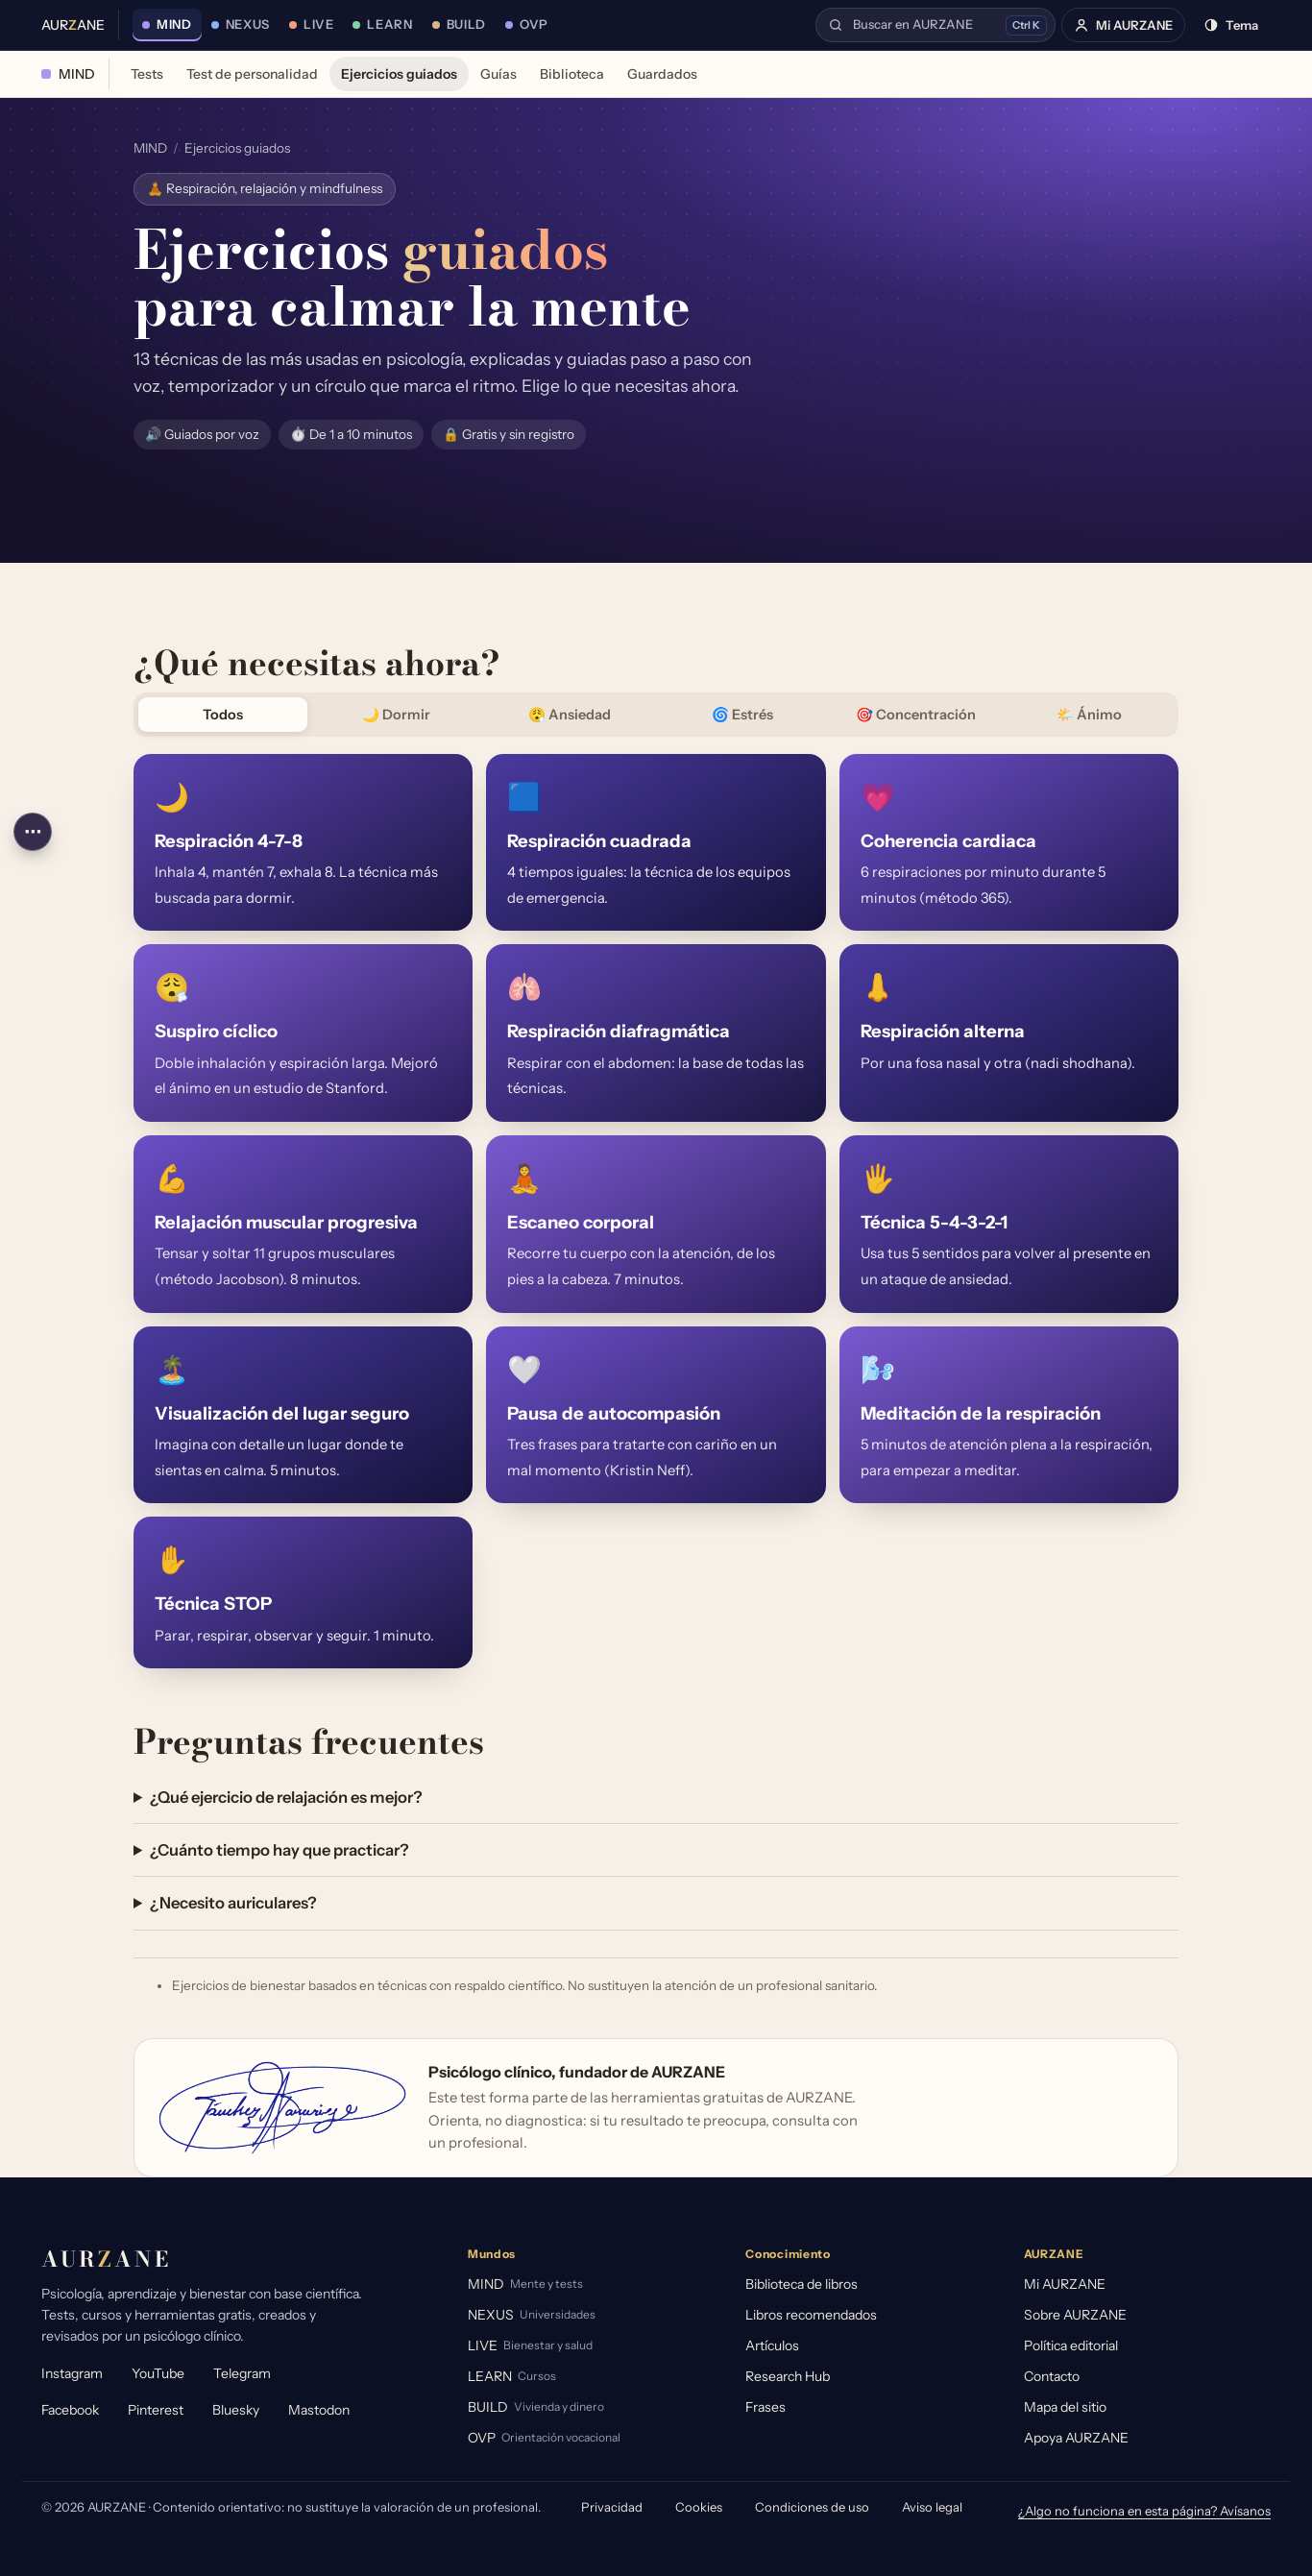 AURZANE
MIND
NEXUS
LIVE
LEARN
BUILD
OVP
Buscar en AURZANE
Ctrl K
Mi AURZANE
Tema
MIND
Tests
Test de personalidad
Ejercicios guiados
Guías
Biblioteca
Guardados
MIND / Ejercicios guiados
🧘 Respiración, relajación y mindfulness
Ejercicios guiados
para calmar la mente
13 técnicas de las más usadas en psicología, explicadas y guiadas paso a paso con
voz, temporizador y un círculo que marca el ritmo. Elige lo que necesitas ahora.
🔊 Guiados por voz
⏱️ De 1 a 10 minutos
🔒 Gratis y sin registro
¿Qué necesitas ahora?
Todos
🌙 Dormir
😮‍💨 Ansiedad
🌀 Estrés
🎯 Concentración
🌤️ Ánimo
Respiración 4-7-8
Inhala 4, mantén 7, exhala 8. La técnica más
buscada para dormir.
Respiración cuadrada
4 tiempos iguales: la técnica de los equipos
de emergencia.
Coherencia cardiaca
6 respiraciones por minuto durante 5
minutos (método 365).
Suspiro cíclico
Doble inhalación y espiración larga. Mejoró
el ánimo en un estudio de Stanford.
Respiración diafragmática
Respirar con el abdomen: la base de todas las
técnicas.
Respiración alterna
Por una fosa nasal y otra (nadi shodhana).
Relajación muscular progresiva
Tensar y soltar 11 grupos musculares
(método Jacobson). 8 minutos.
Escaneo corporal
Recorre tu cuerpo con la atención, de los
pies a la cabeza. 7 minutos.
Técnica 5-4-3-2-1
Usa tus 5 sentidos para volver al presente en
un ataque de ansiedad.
Visualización del lugar seguro
Imagina con detalle un lugar donde te
sientas en calma. 5 minutos.
Pausa de autocompasión
Tres frases para tratarte con cariño en un
mal momento (Kristin Neff).
Meditación de la respiración
5 minutos de atención plena a la respiración,
para empezar a meditar.
Técnica STOP
Parar, respirar, observar y seguir. 1 minuto.
Preguntas frecuentes
¿Qué ejercicio de relajación es mejor?
¿Cuánto tiempo hay que practicar?
¿Necesito auriculares?
• Ejercicios de bienestar basados en técnicas con respaldo científico. No sustituyen la atención de un profesional sanitario.
Psicólogo clínico, fundador de AURZANE
Este test forma parte de las herramientas gratuitas de AURZANE.
Orienta, no diagnostica: si tu resultado te preocupa, consulta con
un profesional.
AURZANE
Psicología, aprendizaje y bienestar con base científica.
Tests, cursos y herramientas gratis, creados y
revisados por un psicólogo clínico.
Instagram
YouTube
Telegram
Facebook
Pinterest
Bluesky
Mastodon
Mundos
MIND Mente y tests
NEXUS Universidades
LIVE Bienestar y salud
LEARN Cursos
BUILD Vivienda y dinero
OVP Orientación vocacional
Conocimiento
Biblioteca de libros
Libros recomendados
Artículos
Research Hub
Frases
AURZANE
Mi AURZANE
Sobre AURZANE
Política editorial
Contacto
Mapa del sitio
Apoya AURZANE
© 2026 AURZANE · Contenido orientativo: no sustituye la valoración de un profesional.
Privacidad
Cookies
Condiciones de uso
Aviso legal
¿Algo no funciona en esta página? Avísanos